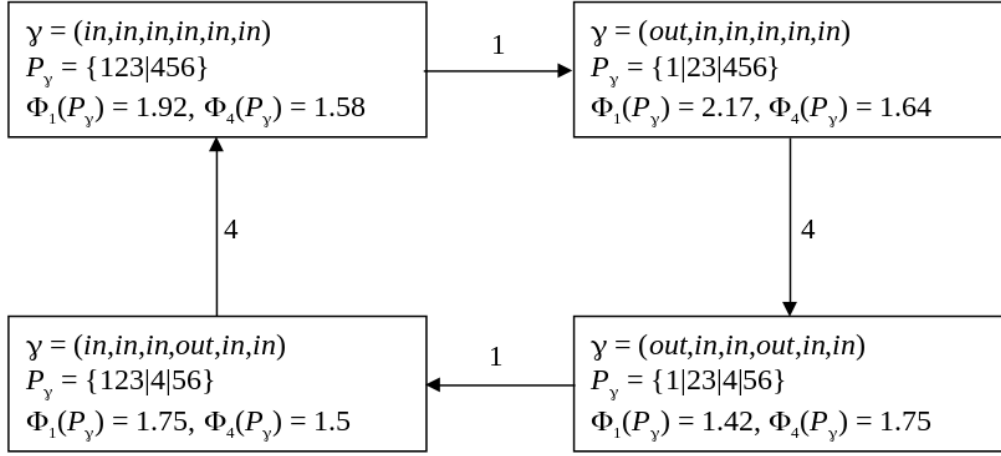 γ = (in,in,in,in,in,in)
P_γ = {123|456}
Φ₁(P_γ) = 1.92, Φ₄(P_γ) = 1.58
1
γ = (out,in,in,in,in,in)
P_γ = {1|23|456}
Φ₁(P_γ) = 2.17, Φ₄(P_γ) = 1.64
4
4
γ = (in,in,in,out,in,in)
P_γ = {123|4|56}
Φ₁(P_γ) = 1.75, Φ₄(P_γ) = 1.5
1
γ = (out,in,in,out,in,in)
P_γ = {1|23|4|56}
Φ₁(P_γ) = 1.42, Φ₄(P_γ) = 1.75